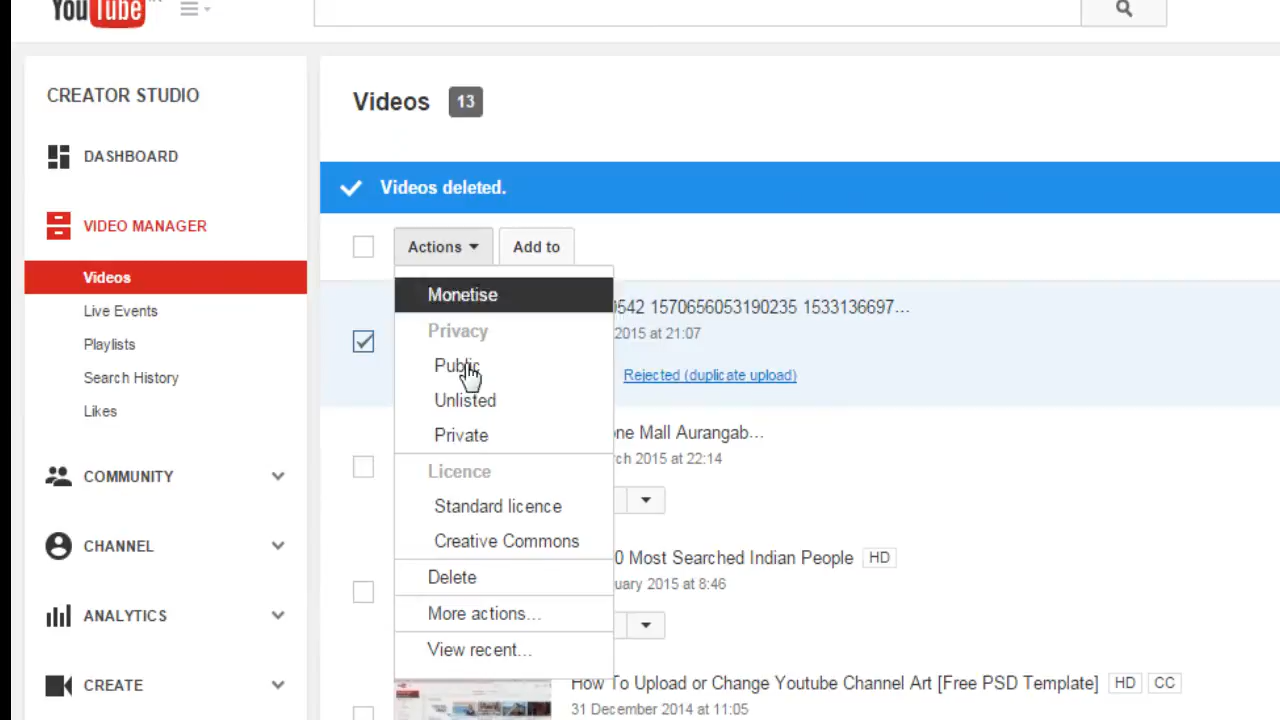 YouTube
CREATOR STUDIO
DASHBOARD
VIDEO MANAGER
Videos
Live Events
Playlists
Search History
Likes
COMMUNITY
CHANNEL
ANALYTICS
CREATE
Videos 13
Videos deleted.
Actions Add to
Monetise
Privacy
Public
Unlisted
Private
Licence
Standard licence
Creative Commons
Delete
More actions...
View recent...
542 1570656053190235 1533136697...
2015 at 21:07
Rejected (duplicate upload)
ne Mall Aurangab...
ch 2015 at 22:14
0 Most Searched Indian People HD
uary 2015 at 8:46
How To Upload or Change Youtube Channel Art [Free PSD Template] HD CC
31 December 2014 at 11:05